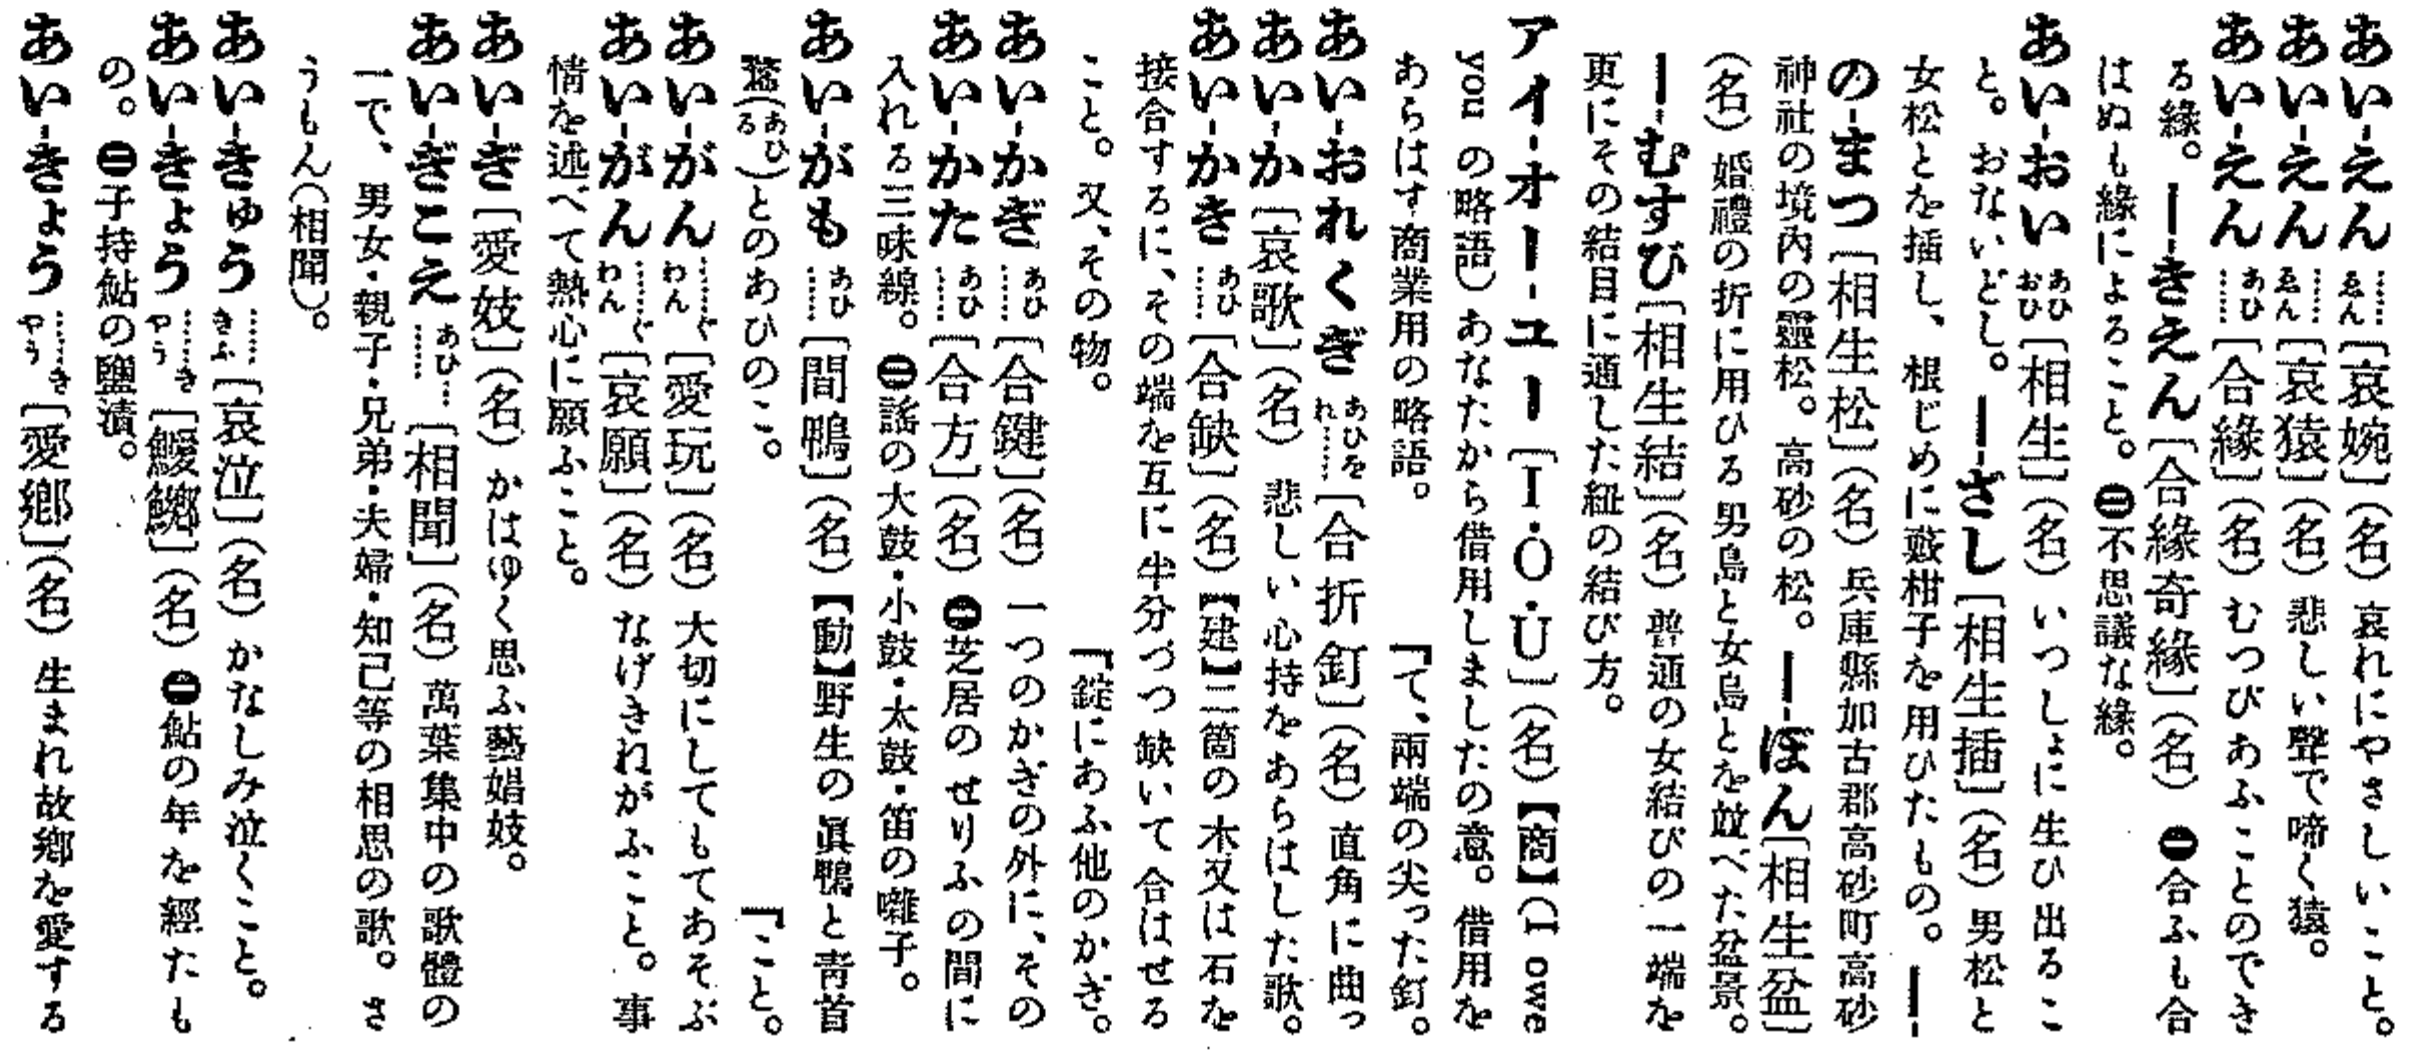 あい-えん……ゑん［哀婉］（名）哀れにやさしいこと。
あい-えん……ゑん［哀猿］（名）悲しい聲で啼く猿。
あい-えんあひ……［合緣］（名）むつびあふことのでき
る緣。━-きえん［合緣奇緣］（名）㊀合ふも合
はぬも緣によること。㊁不思議な緣。
あい-おいあひおひ［相生］（名）いつしょに生ひ出るこ
と。おないどし。━-ざし［相生插］（名）男松と
女松とを插し、根じめに藪柑子を用ひたもの。━-
の-まつ［相生松］（名）兵庫縣加古郡高砂町高砂
神社の境內の靈松。高砂の松。━-ぼん［相生盆］
（名）婚禮の折に用ひる男島と女島とを竝べた盆景。
━-むすび［相生結］（名）普通の女結びの一端を
更にその結目に通した紐の結び方。
アイ-オー-ユー［I・O・U］（名）【商】（I owe
you の略語）あなたから借用しましたの意。借用を
あらはす商業用の略語。「て、兩端の尖った釘。
あい-おれくぎあひをれ……［合折釘］（名）直角に曲っ
あい-か［哀歌］（名）悲しい心持をあらはした歌。
あい-かきあひ……［合缺］（名）【建】二箇の木又は石を
接合するに、その端を互に半分づつ缺いて合はせる
こと。又、その物。「錠にあふ他のかぎ。
あい-かぎあひ……［合鍵］（名）一つのかぎの外に、その
あい-かたあひ……［合方］（名）㊀芝居のせりふの間に
入れる三味線。㊁謠の大鼓・小鼓・太鼓・笛の囃子。
あい-がもあひ……［間鴨］（名）【動】野生の眞鴨と靑首
鶩（あひる）とのあひのこ。「こと。
あい-がん……ぐわん［愛玩］（名）大切にしてもてあそぶ
あい-がん……ぐわん［哀願］（名）なげきねがふこと。事
情を述べて熱心に願ふこと。
あい-ぎ［愛妓］（名）かはゆく思ふ藝娼妓。
あい-ぎこえあひ……［相聞］（名）萬葉集中の歌體の
一で、男女・親子・兄弟・夫婦・知己等の相思の歌。さ
うもん（相聞）。
あい-きゅう……きふ［哀泣］（名）かなしみ泣くこと。
あい-きょう……きやう［鰀鱜］（名）㊀鮎の年を經たも
の。㊁子持鮎の鹽漬。
あい-きょう……きやう［愛鄕］（名）生まれ故鄕を愛する